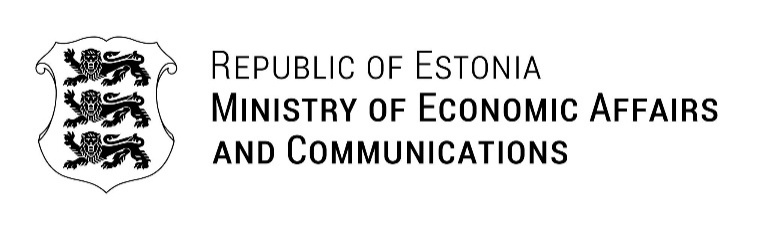 Republic of Estonia
Ministry of Economic Affairs
and Communications